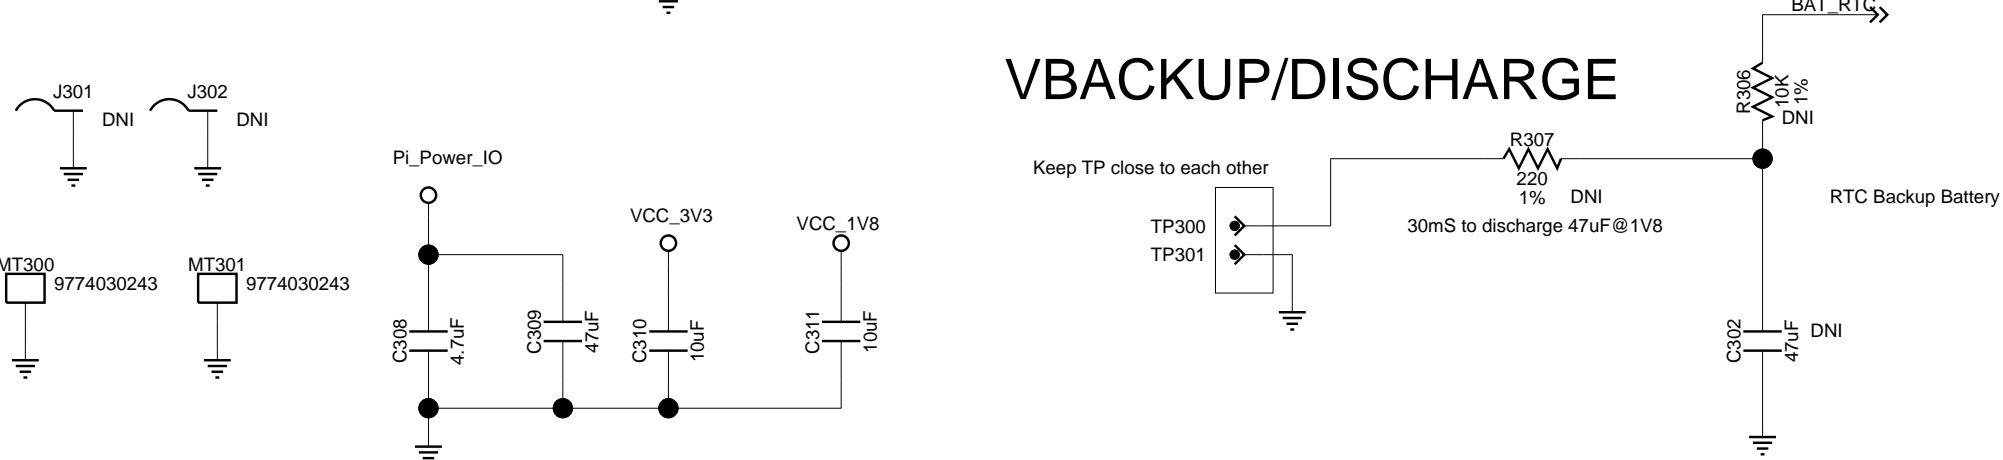 BAT_RTC
VBACKUP/DISCHARGE
J301
DNI
J302
DNI
R306
10K
1%
DNI
Pi_Power_IO
R307
220
1%
DNI
Keep TP close to each other
RTC Backup Battery
VCC_3V3
VCC_1V8
TP300
TP301
30mS to discharge 47uF@1V8
MT300
9774030243
MT301
9774030243
C308
4.7uF
C309
47uF
C310
10uF
C311
10uF
C302
47uF
DNI